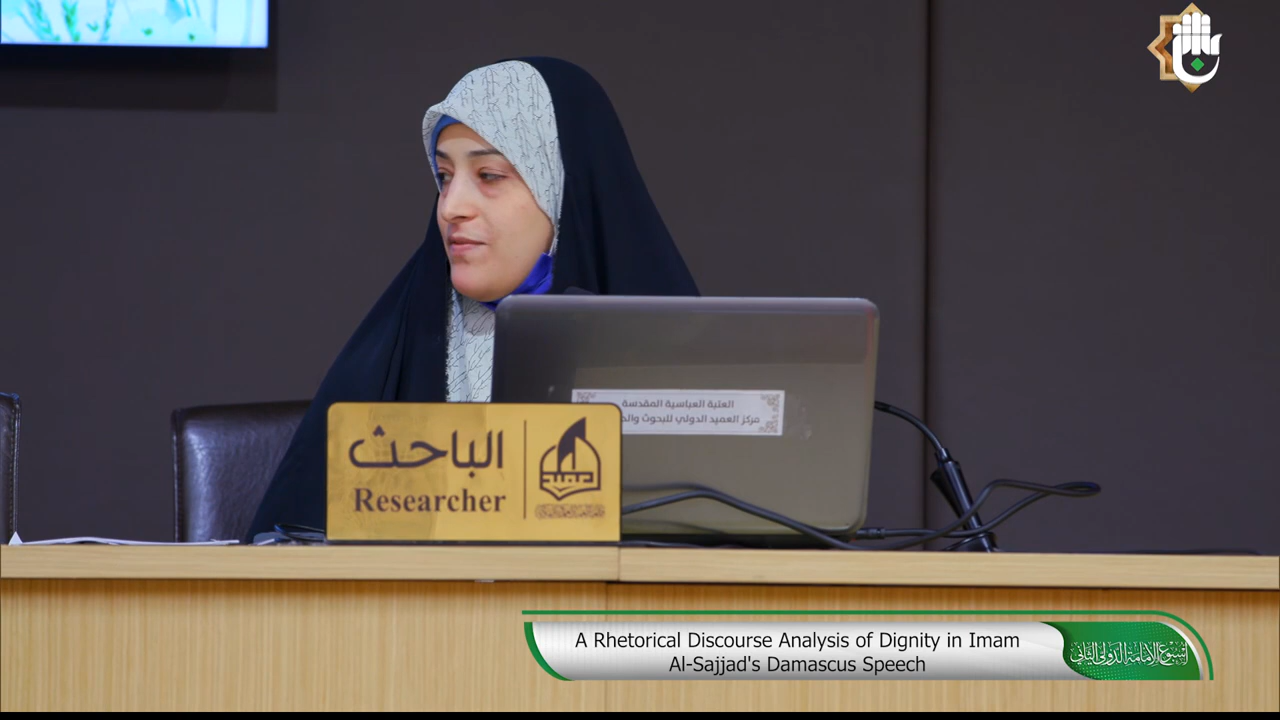 العتبة العباسية المقدسة
مركز العميد الدولي للبحوث
الباحث
Researcher
A Rhetorical Discourse Analysis of Dignity in Imam
Al-Sajjad's Damascus Speech
أسبوع الإمامة الدولي الثاني